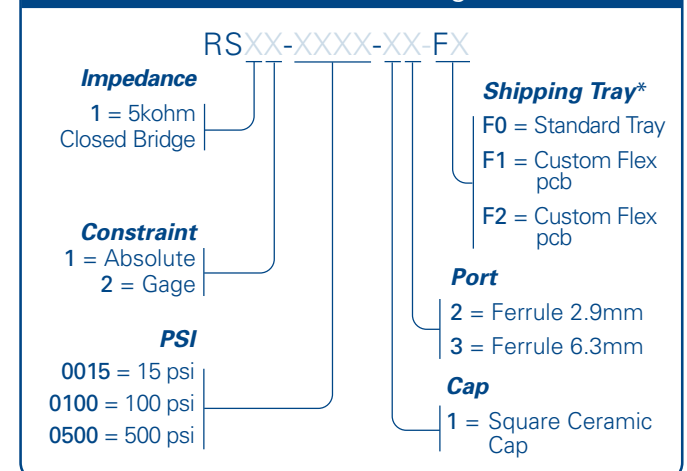 RSXX-XXXX-XX-FX
Impedance
1 = 5kohm
Closed Bridge
Constraint
1 = Absolute
2 = Gage
PSI
0015 = 15 psi
0100 = 100 psi
0500 = 500 psi
Shipping Tray*
F0 = Standard Tray
F1 = Custom Flex
pcb
F2 = Custom Flex
pcb
Port
2 = Ferrule 2.9mm
3 = Ferrule 6.3mm
Cap
1 = Square Ceramic
Cap